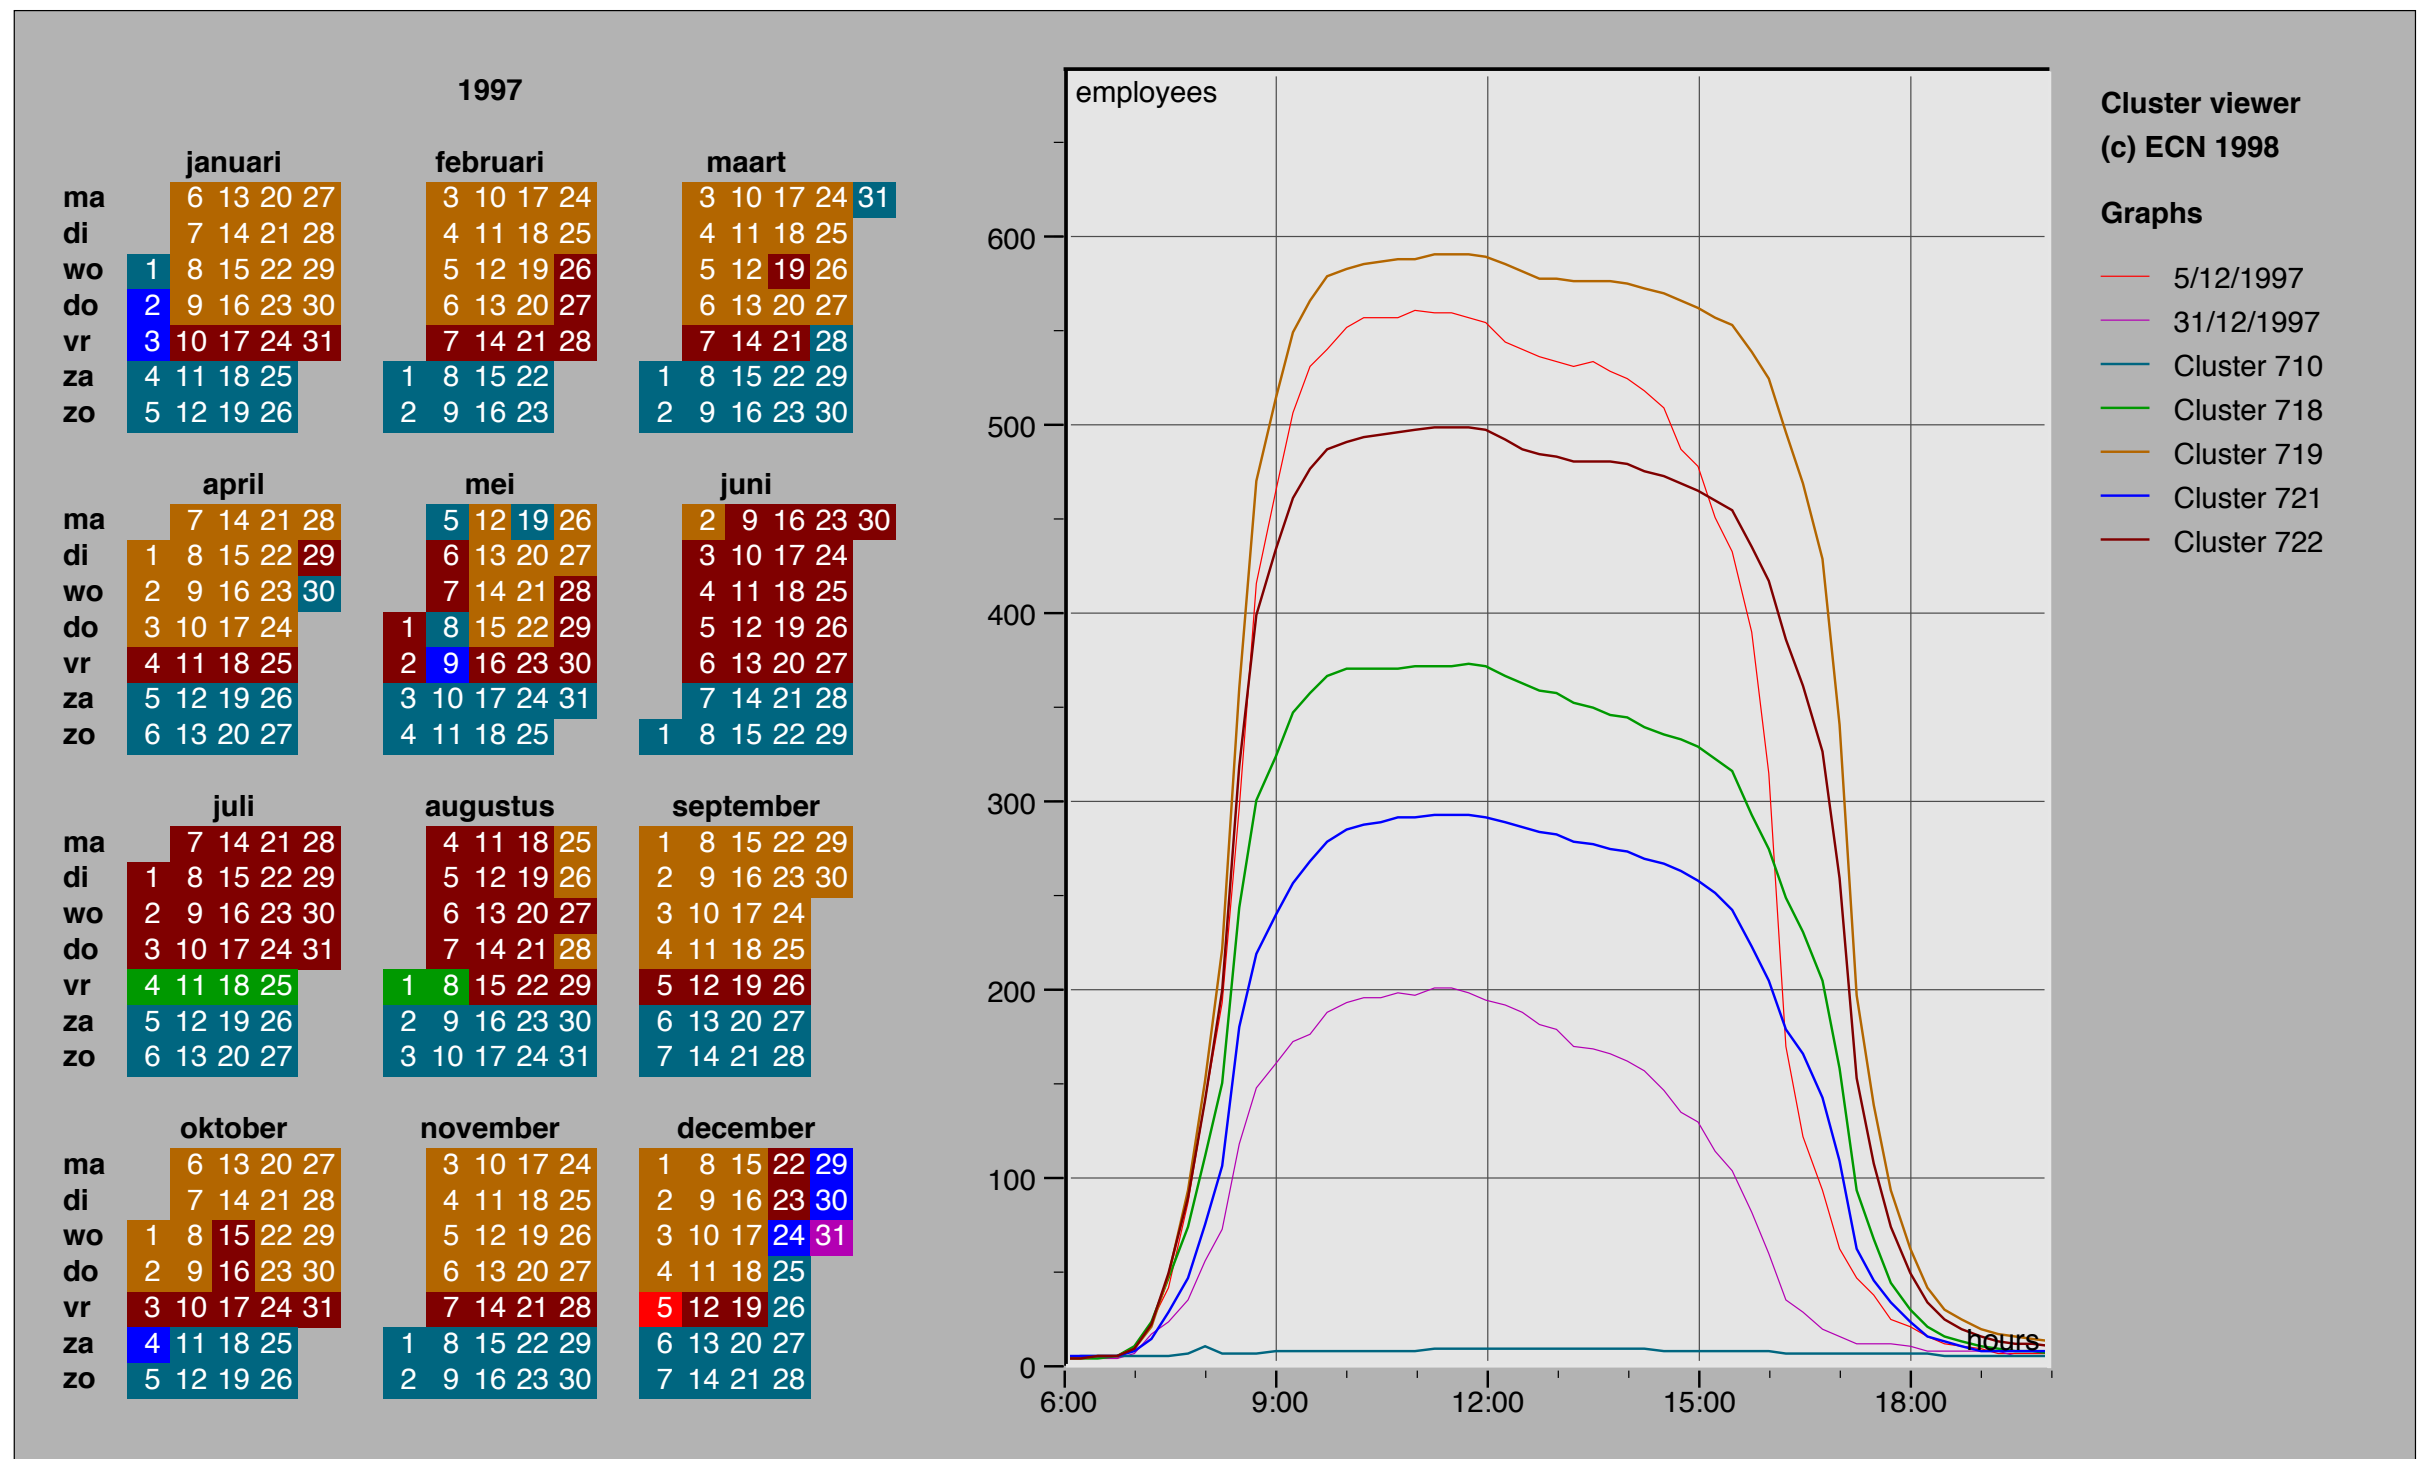 1997
januari februari maart
ma 6 13 20 27 3 10 17 24 3 10 17 24 31
di 7 14 21 28 4 11 18 25 4 11 18 25
wo 1 8 15 22 29 5 12 19 26 5 12 19 26
do 2 9 16 23 30 6 13 20 27 6 13 20 27
vr 3 10 17 24 31 7 14 21 28 7 14 21 28
za 4 11 18 25 1 8 15 22 1 8 15 22 29
zo 5 12 19 26 2 9 16 23 2 9 16 23 30
april mei juni
ma 7 14 21 28 5 12 19 26 2 9 16 23 30
di 1 8 15 22 29 6 13 20 27 3 10 17 24
wo 2 9 16 23 30 7 14 21 28 4 11 18 25
do 3 10 17 24 1 8 15 22 29 5 12 19 26
vr 4 11 18 25 2 9 16 23 30 6 13 20 27
za 5 12 19 26 3 10 17 24 31 7 14 21 28
zo 6 13 20 27 4 11 18 25 1 8 15 22 29
juli augustus september
ma 7 14 21 28 4 11 18 25 1 8 15 22 29
di 1 8 15 22 29 5 12 19 26 2 9 16 23 30
wo 2 9 16 23 30 6 13 20 27 3 10 17 24
do 3 10 17 24 31 7 14 21 28 4 11 18 25
vr 4 11 18 25 1 8 15 22 29 5 12 19 26
za 5 12 19 26 2 9 16 23 30 6 13 20 27
zo 6 13 20 27 3 10 17 24 31 7 14 21 28
oktober november december
ma 6 13 20 27 3 10 17 24 1 8 15 22 29
di 7 14 21 28 4 11 18 25 2 9 16 23 30
wo 1 8 15 22 29 5 12 19 26 3 10 17 24 31
do 2 9 16 23 30 6 13 20 27 4 11 18 25
vr 3 10 17 24 31 7 14 21 28 5 12 19 26
za 4 11 18 25 1 8 15 22 29 6 13 20 27
zo 5 12 19 26 2 9 16 23 30 7 14 21 28
employees
600
500
400
300
200
100
0
hours
6:00 9:00 12:00 15:00 18:00
Cluster viewer
(c) ECN 1998
Graphs
5/12/1997
31/12/1997
Cluster 710
Cluster 718
Cluster 719
Cluster 721
Cluster 722